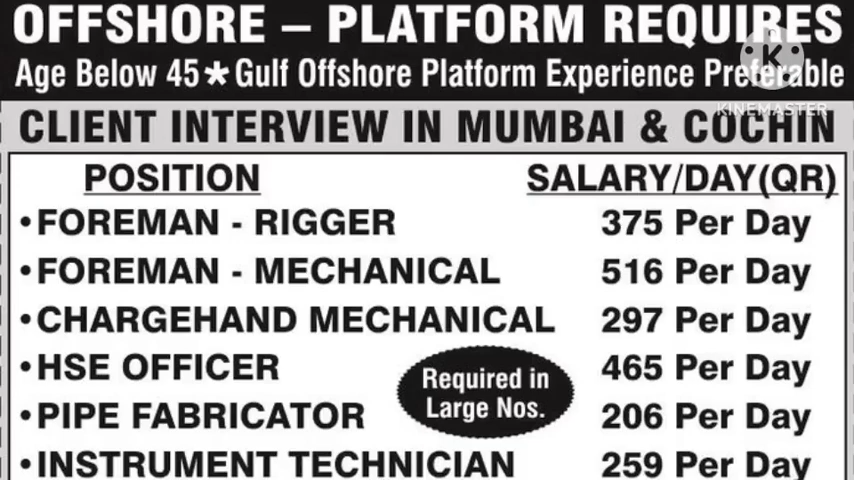 OFFSHORE – PLATFORM REQUIRES
Age Below 45★Gulf Offshore Platform Experience Preferable
KINEMASTER
CLIENT INTERVIEW IN MUMBAI & COCHIN
POSITION SALARY/DAY(QR)
•FOREMAN - RIGGER 375 Per Day
•FOREMAN - MECHANICAL 516 Per Day
•CHARGEHAND MECHANICAL 297 Per Day
•HSE OFFICER 465 Per Day
Required in
Large Nos.
•PIPE FABRICATOR 206 Per Day
•INSTRUMENT TECHNICIAN 259 Per Day